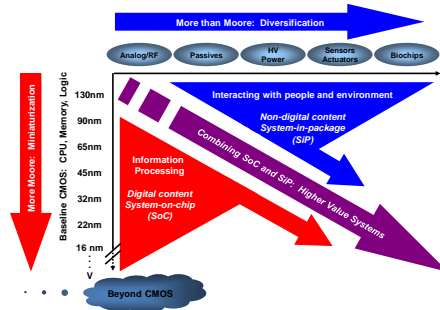 More than Moore: Diversification
Analog/RF
Passives
HV
Power
Sensors
Actuators
Biochips
More Moore: Miniaturization
Baseline CMOS: CPU, Memory, Logic
130nm
90nm
65nm
45nm
32nm
22nm
16 nm
V
Interacting with people and environment
Non-digital content
System-in-package
(SiP)
Combining SoC and SiP: Higher Value Systems
Information
Processing
Digital content
System-on-chip
(SoC)
Beyond CMOS